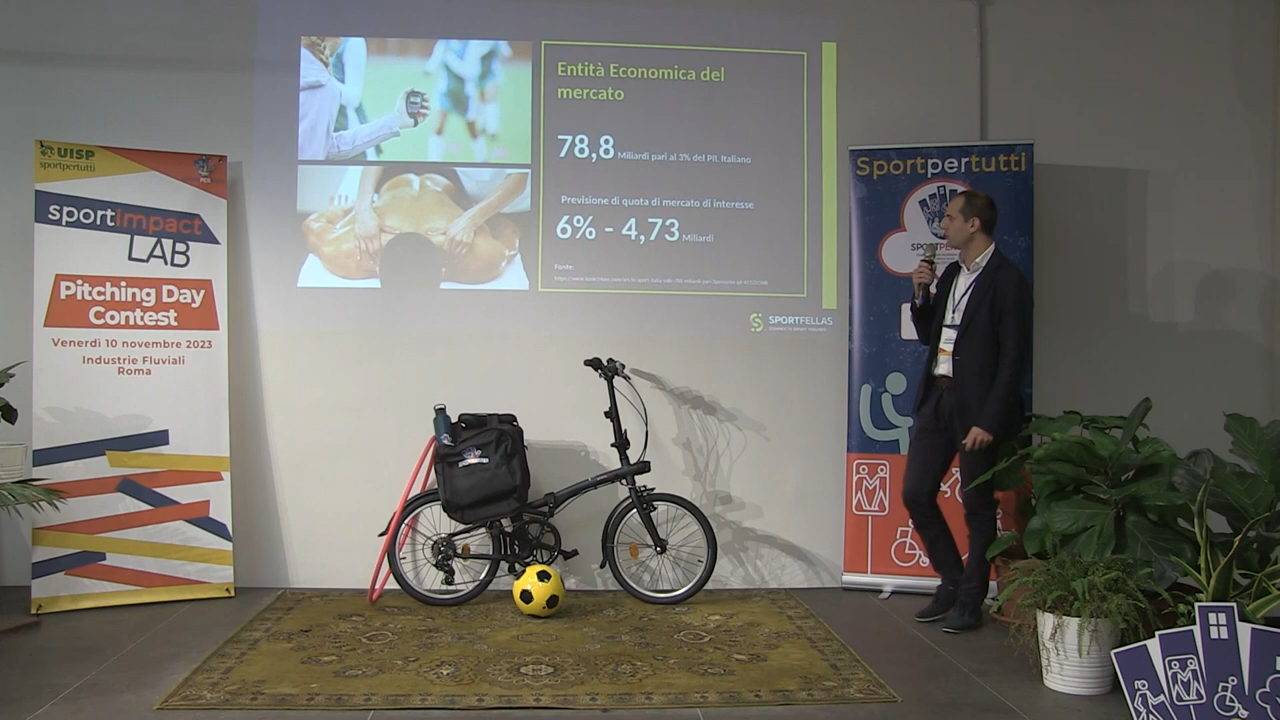 UISP
sportpertutti
PER
sportimpact
LAB
Pitching Day
Contest
Venerdì 10 novembre 2023
Industrie Fluviali
Roma
Entità Economica del
mercato
78,8 Miliardi pari al 3% del PIL Italiano
Previsione di quota di mercato di interesse
6% - 4,73 Miliardi
Fonte:
SPORTFELLAS
Sportpertutti